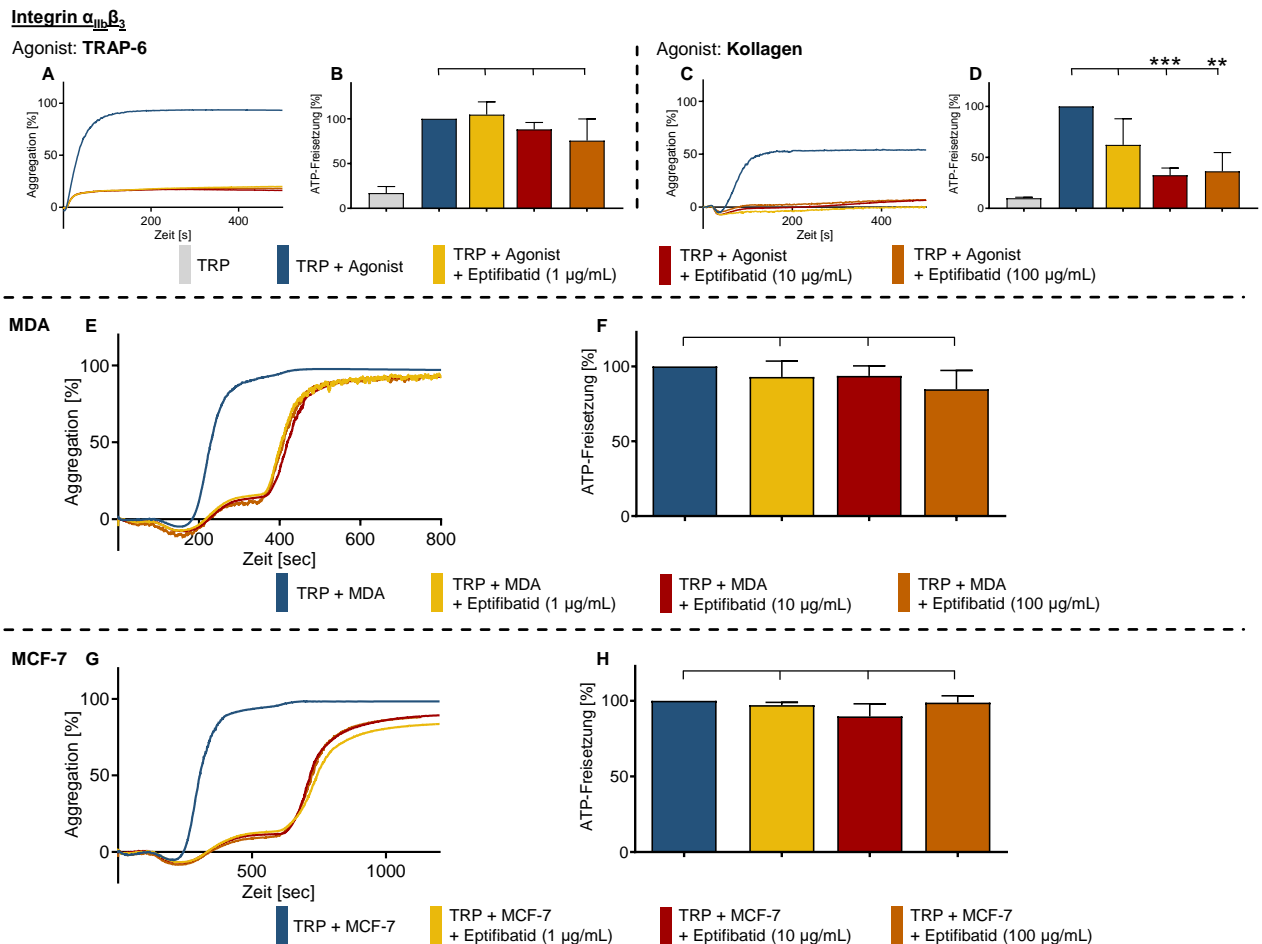 Integrin αIIbβ3
Agonist: TRAP-6
Agonist: Kollagen
A
Aggregation [%]
100
50
0
200
400
Zeit [s]
B
ATP-Freisetzung [%]
100
50
0
C
Aggregation [%]
100
50
0
200
400
Zeit [s]
D
*** **
ATP-Freisetzung [%]
100
50
0
TRP
TRP + Agonist
TRP + Agonist
+ Eptifibatid (1 µg/mL)
TRP + Agonist
+ Eptifibatid (10 µg/mL)
TRP + Agonist
+ Eptifibatid (100 µg/mL)
MDA
E
Aggregation [%]
100
50
0
200
400
600
800
Zeit [sec]
F
ATP-Freisetzung [%]
100
50
0
TRP + MDA
TRP + MDA
+ Eptifibatid (1 µg/mL)
TRP + MDA
+ Eptifibatid (10 µg/mL)
TRP + MDA
+ Eptifibatid (100 µg/mL)
MCF-7
G
Aggregation [%]
100
50
0
500
1000
Zeit [sec]
H
ATP-Freisetzung [%]
100
50
0
TRP + MCF-7
TRP + MCF-7
+ Eptifibatid (1 µg/mL)
TRP + MCF-7
+ Eptifibatid (10 µg/mL)
TRP + MCF-7
+ Eptifibatid (100 µg/mL)